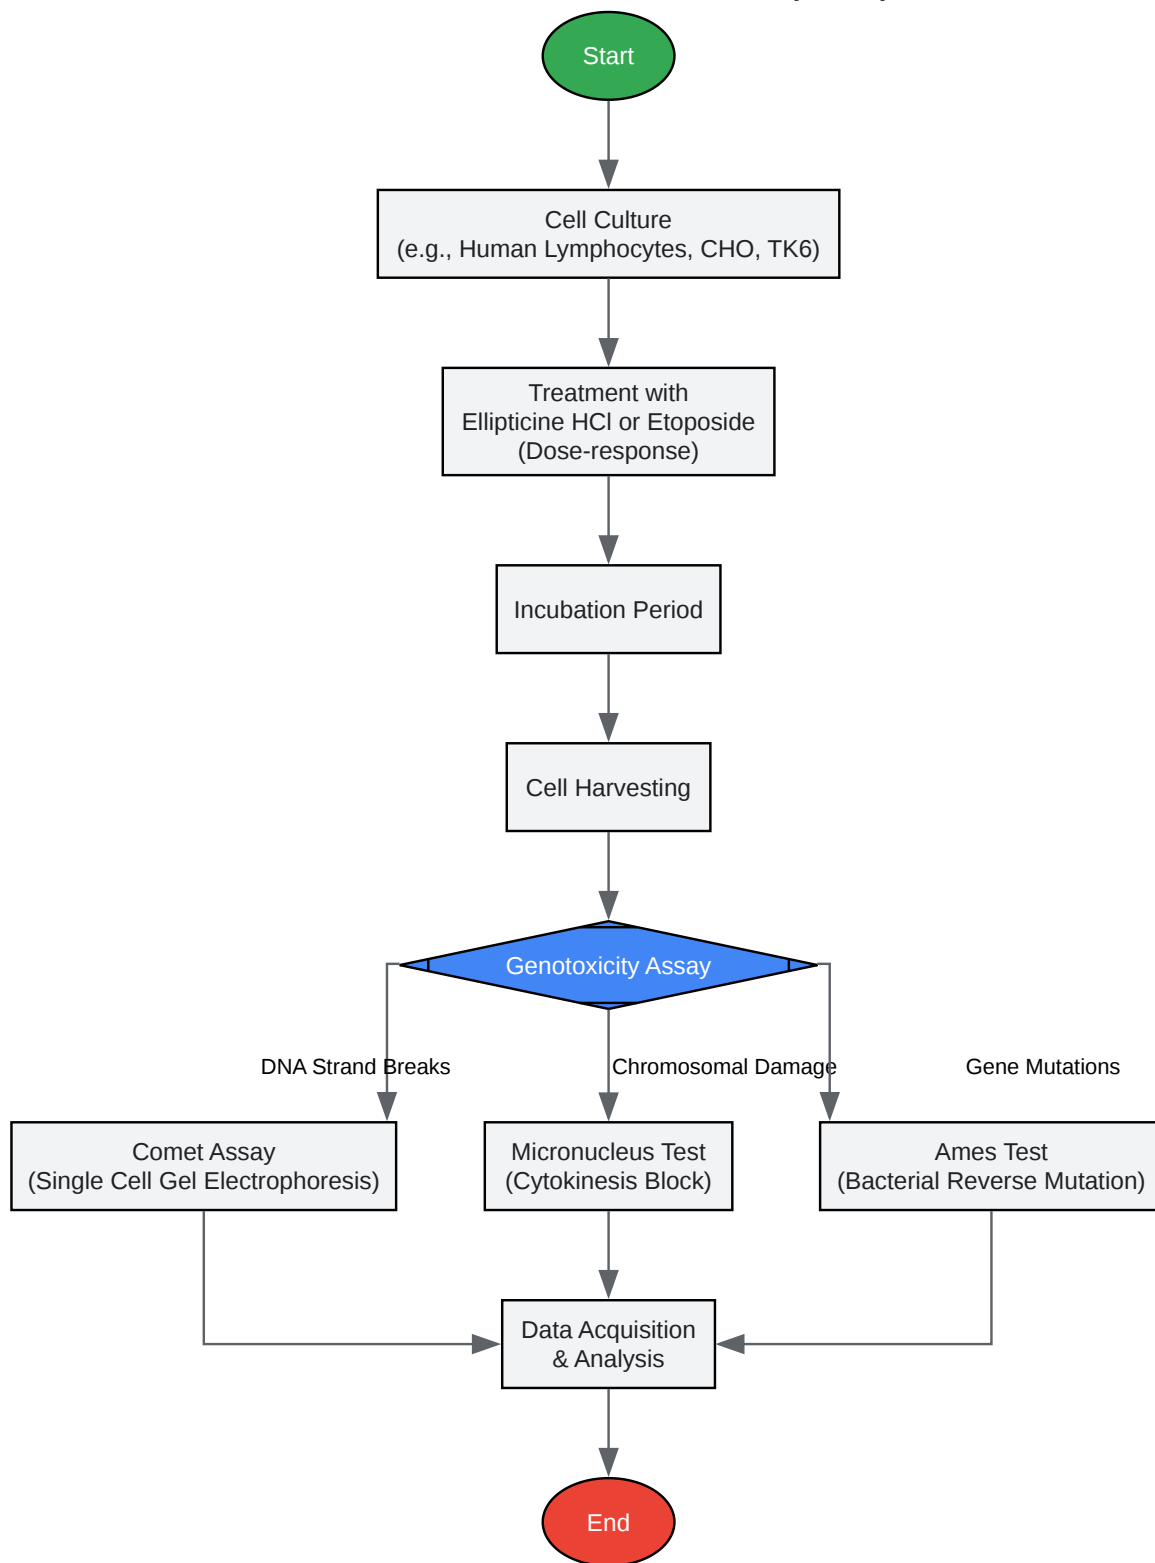 Start
Cell Culture
(e.g., Human Lymphocytes, CHO, TK6)
Treatment with
Ellipticine HCl or Etoposide
(Dose-response)
Incubation Period
Cell Harvesting
Genotoxicity Assay
DNA Strand Breaks
Chromosomal Damage
Gene Mutations
Comet Assay
(Single Cell Gel Electrophoresis)
Micronucleus Test
(Cytokinesis Block)
Ames Test
(Bacterial Reverse Mutation)
Data Acquisition
& Analysis
End